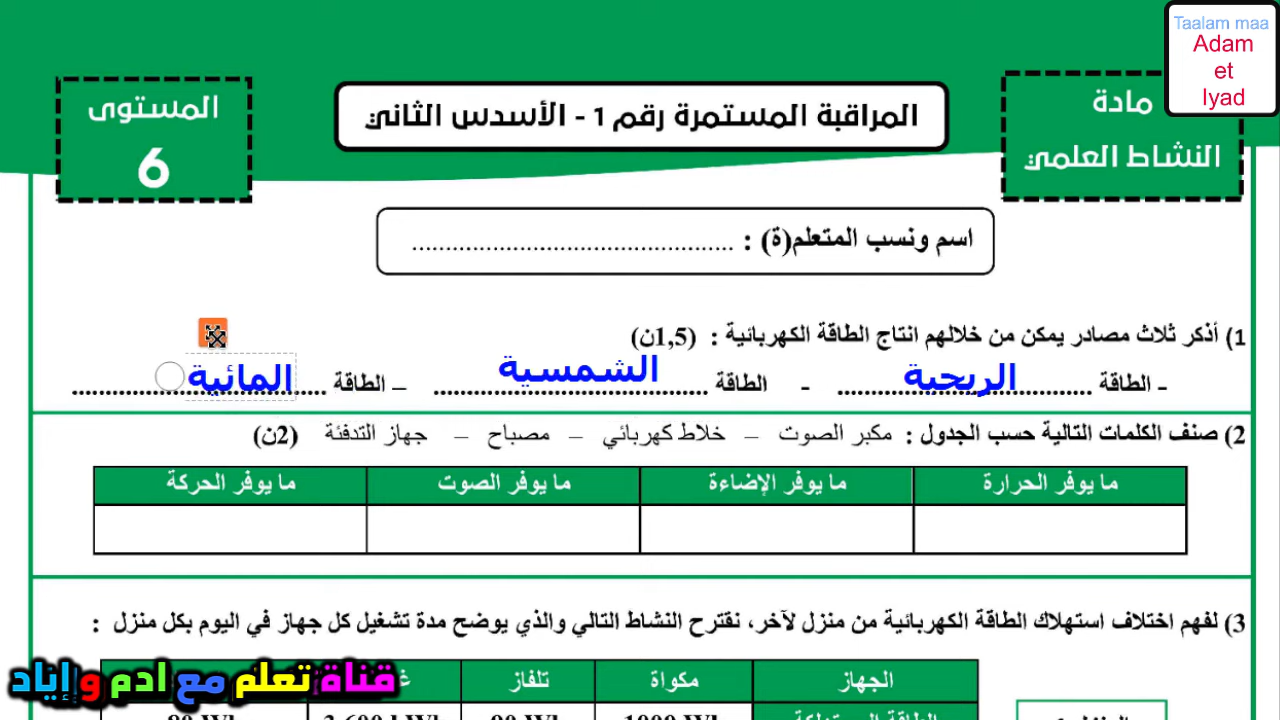 Taalam maa
Adam
et
Iyad
مادة
النشاط العلمي
المراقبة المستمرة رقم 1 - الأسدس الثاني
المستوى
6
اسم ونسب المتعلم(ة) : ................................................
1) أذكر ثلاث مصادر يمكن من خلالهم انتاج الطاقة الكهربائية : (1,5ن)
- الطاقة الريحية - الطاقة الشمسية – الطاقة المائية
2) صنف الكلمات التالية حسب الجدول : مكبر الصوت – خلاط كهربائي – مصباح – جهاز التدفئة (2ن)
ما يوفر الحرارة ما يوفر الإضاءة ما يوفر الصوت ما يوفر الحركة
3) لفهم اختلاف استهلاك الطاقة الكهربائية من منزل لآخر، نقترح النشاط التالي والذي يوضح مدة تشغيل كل جهاز في اليوم بكل منزل :
الجهاز مكواة تلفاز
قناة تعلم مع ادم وإياد